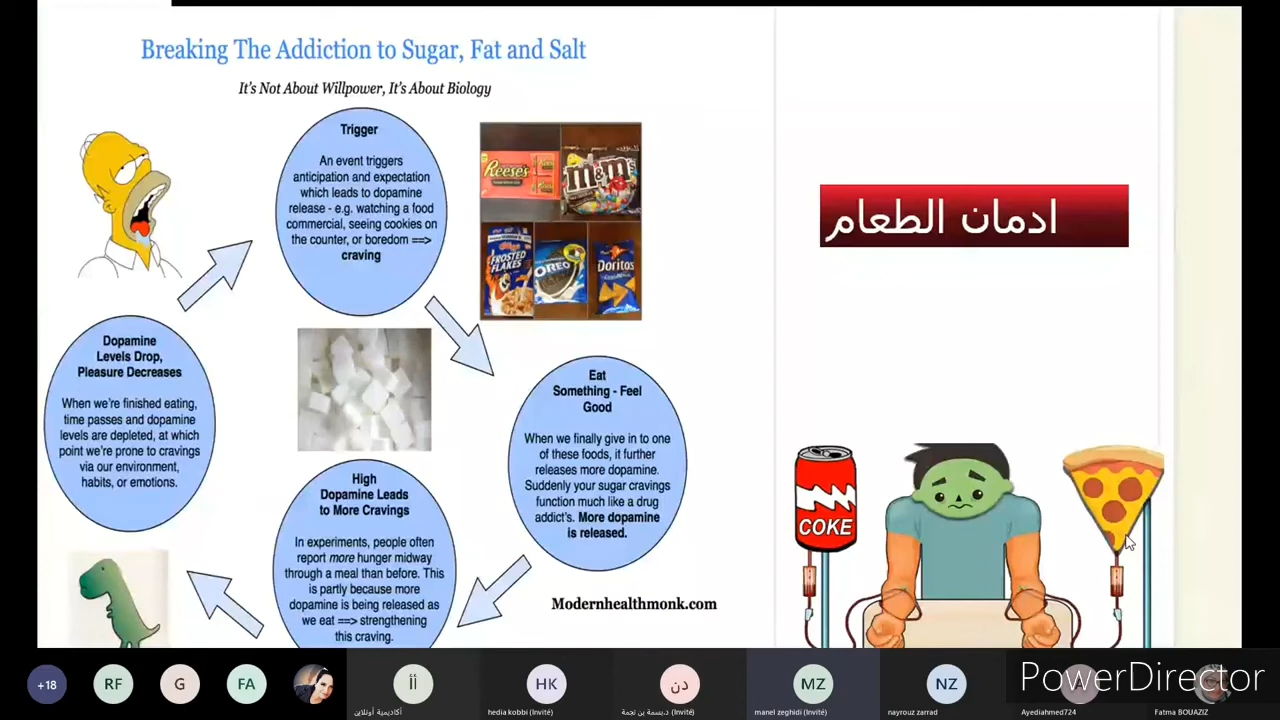 Breaking The Addiction to Sugar, Fat and Salt
It's Not About Willpower, It's About Biology
Trigger
An event triggers
anticipation and expectation
which leads to dopamine
release - e.g. watching a food
commercial, seeing cookies on
the counter, or boredom ==>
craving
Reese's
m&m's
FROSTED
FLAKES
OREO
Doritos
ادمان الطعام
Dopamine
Levels Drop,
Pleasure Decreases
When we're finished eating,
time passes and dopamine
levels are depleted, at which
point we're prone to cravings
via our environment,
habits, or emotions.
Eat
Something - Feel
Good
When we finally give in to one
of these foods, it further
releases more dopamine.
Suddenly your sugar cravings
function much like a drug
addict's. More dopamine
is released.
High
Dopamine Leads
to More Cravings
In experiments, people often
report more hunger midway
through a meal than before. This
is partly because more
dopamine is being released as
we eat ==> strengthening
this craving.
Modernhealthmonk.com
COKE
+18
RF
G
FA
أأ
HK
دن
MZ
NZ
PowerDirector
أكاديمية أونلاين
hedia kobbi (Invité)
د.بسمة بن نجمة (Invité)
manel zeghidi (Invité)
nayrouz zarrad
Ayediahmed724
Fatma BOUAZIZ